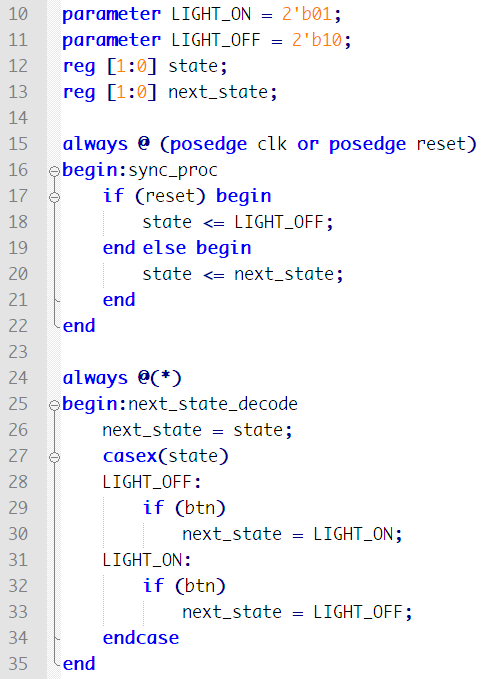 10 parameter LIGHT_ON = 2'b01;
11 parameter LIGHT_OFF = 2'b10;
12 reg [1:0] state;
13 reg [1:0] next_state;
14
15 always @ (posedge clk or posedge reset)
16 begin:sync_proc
17     if (reset) begin
18         state <= LIGHT_OFF;
19     end else begin
20         state <= next_state;
21     end
22 end
23
24 always @(*)
25 begin:next_state_decode
26     next_state = state;
27     casex(state)
28     LIGHT_OFF:
29         if (btn)
30             next_state = LIGHT_ON;
31     LIGHT_ON:
32         if (btn)
33             next_state = LIGHT_OFF;
34     endcase
35 end